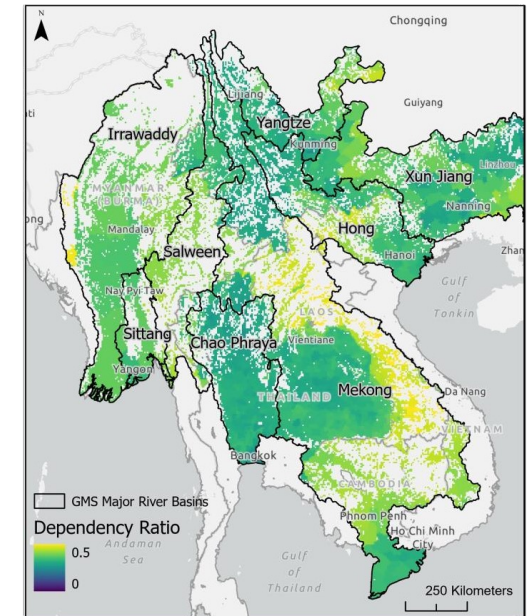 Chongqing
N
Lijiang
Guiyang
Yangtze
Irrawaddy
Kunming
Xun Jiang
Liuzhou
MYANMAR
(BURMA)
Nanning
Hong
Mandalay
Hanoi
Zhan
Salween
Gulf
of
Tonkin
Nay Pyi Taw
LAOS
Sittang
Chao Phraya
Vientiane
Yangon
Mekong
Da Nang
THAILAND
VIETNAM
Bangkok
CAMBODIA
GMS Major River Basins
Phnom Penh
Ho Chi Minh
City
Dependency Ratio
Andaman
Sea
0.5
0
Gulf
of
Thailand
250 Kilometers